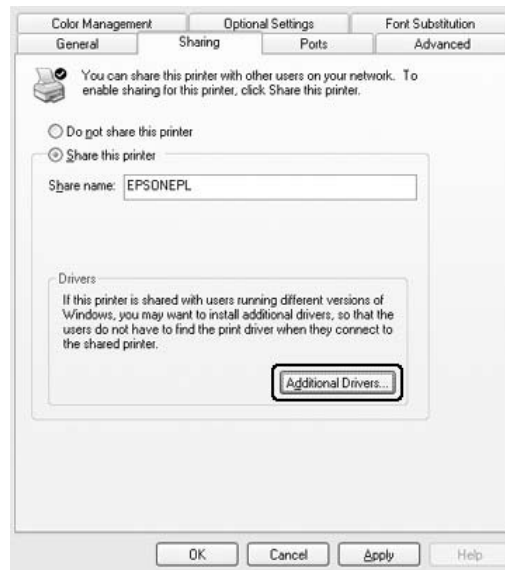 Color Management Optional Settings Font Substitution
General Sharing Ports Advanced
You can share this printer with other users on your network. To
enable sharing for this printer, click Share this printer.
Do not share this printer
Share this printer
Share name: EPSONEPL
Drivers
If this printer is shared with users running different versions of
Windows, you may want to install additional drivers, so that the
users do not have to find the print driver when they connect to
the shared printer.
Additional Drivers...
OK Cancel Apply Help